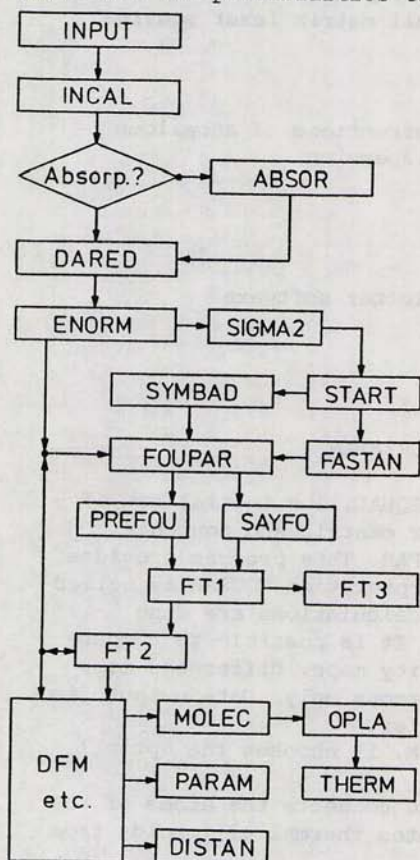 INPUT
INCAL
Absorp.?
ABSOR
DARED
ENORM
SIGMA2
SYMBAD
START
FOUPAR
FASTAN
PREFOU
SAYFO
FT1
FT3
FT2
DFM
etc.
MOLEC
OPLA
PARAM
THERM
DISTAN